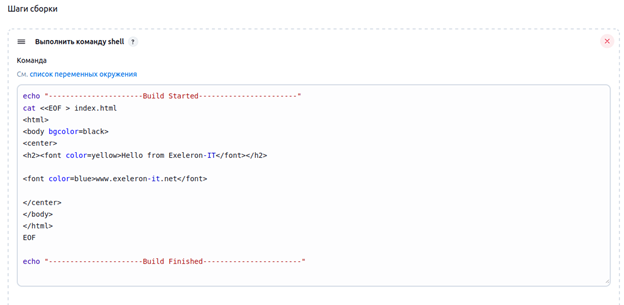 Шаги сборки
Выполнить команду shell ?
Команда
См. список переменных окружения
echo "----------------------Build Started-----------------------"
cat <<EOF > index.html
<html>
<body bgcolor=black>
<center>
<h2><font color=yellow>Hello from Exeleron-IT</font></h2>
<font color=blue>www.exeleron-it.net</font>
</center>
</body>
</html>
EOF
echo "----------------------Build Finished-----------------------"